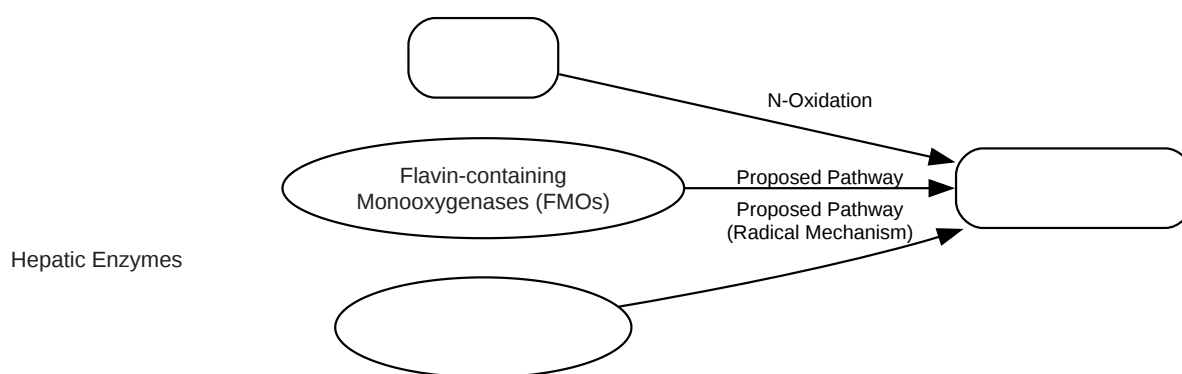 N-Oxidation
Flavin-containing
Monooxygenases (FMOs)
Proposed Pathway
Proposed Pathway
(Radical Mechanism)
Hepatic Enzymes